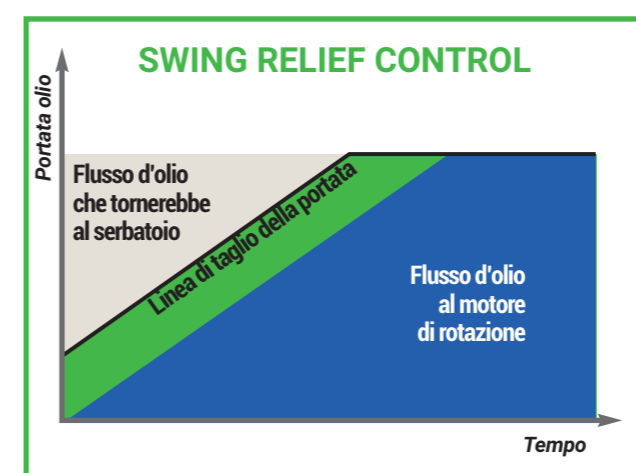 SWING RELIEF CONTROL
Portata olio
Flusso d'olio
che tornerebbe
al serbatoio
Linea di taglio della portata
Flusso d'olio
al motore
di rotazione
Tempo